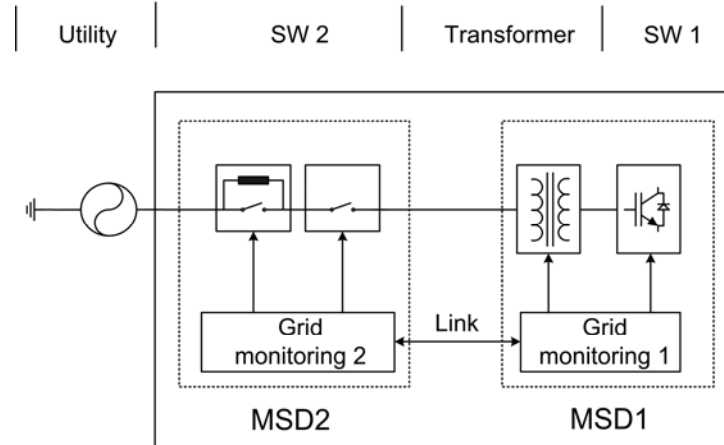 Utility
SW 2
Transformer
SW 1
Link
Grid
monitoring 2
Grid
monitoring 1
MSD2
MSD1